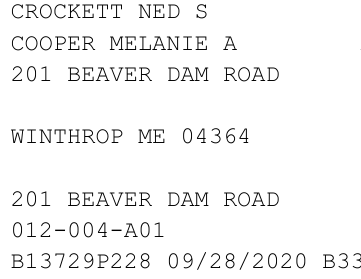 CROCKETT NED S
COOPER MELANIE A
201 BEAVER DAM ROAD
WINTHROP ME 04364
201 BEAVER DAM ROAD
012-004-A01
B13729P228 09/28/2020 B33